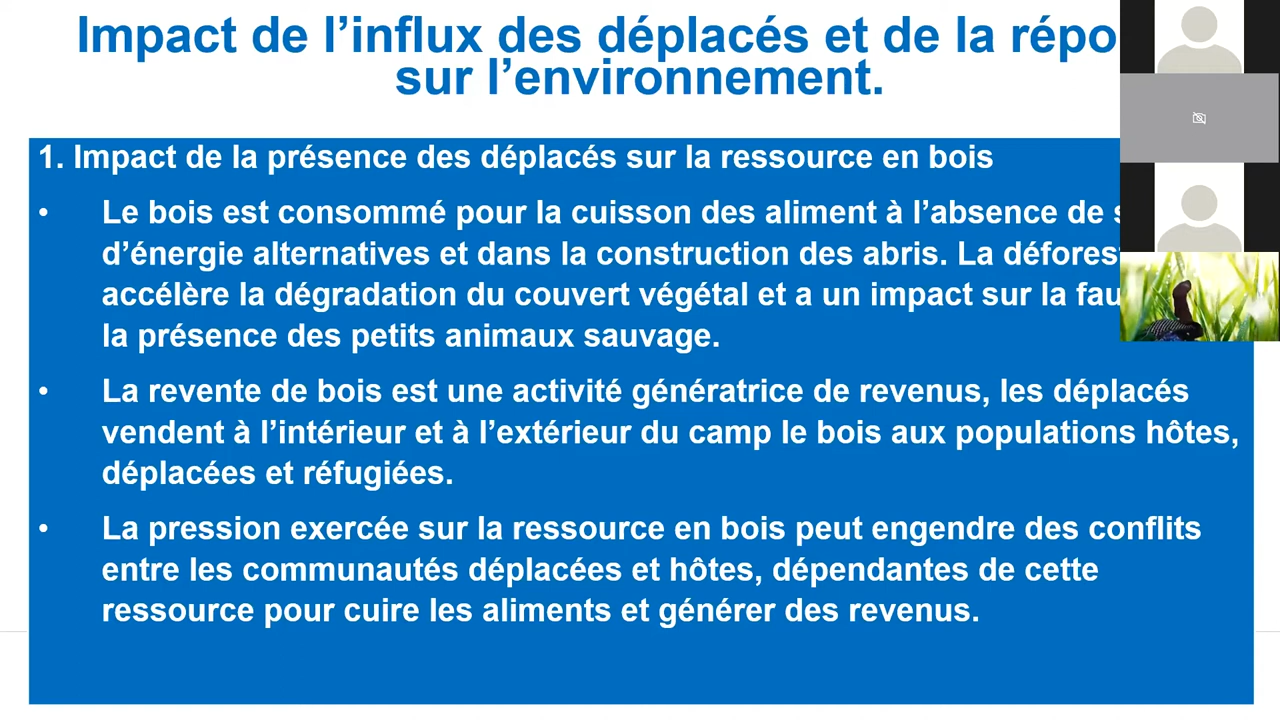 Impact de l’influx des déplacés et de la
sur l’environnement.
1. Impact de la présence des déplacés sur la ressource en bois
• Le bois est consommé pour la cuisson des aliment à l’absence de
d’énergie alternatives et dans la construction des abris. La
accélère la dégradation du couvert végétal et a un impact sur la
la présence des petits animaux sauvage.
• La revente de bois est une activité génératrice de revenus, les déplacés
vendent à l’intérieur et à l’extérieur du camp le bois aux populations hôtes,
déplacées et réfugiées.
• La pression exercée sur la ressource en bois peut engendre des conflits
entre les communautés déplacées et hôtes, dépendantes de cette
ressource pour cuire les aliments et générer des revenus.